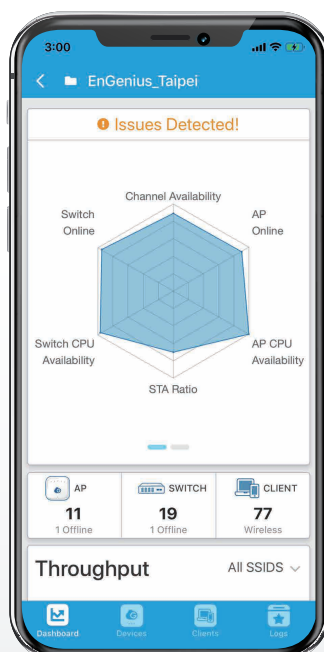 3:00
EnGenius_Taipei
Issues Detected!
Channel Availability
Switch
Online
AP
Online
Switch CPU
Availability
AP CPU
Availability
STA Ratio
AP
11
1 Offline
SWITCH
19
1 Offline
CLIENT
77
Wireless
Throughput
All SSIDS
Dashboard
Devices
Clients
Logs